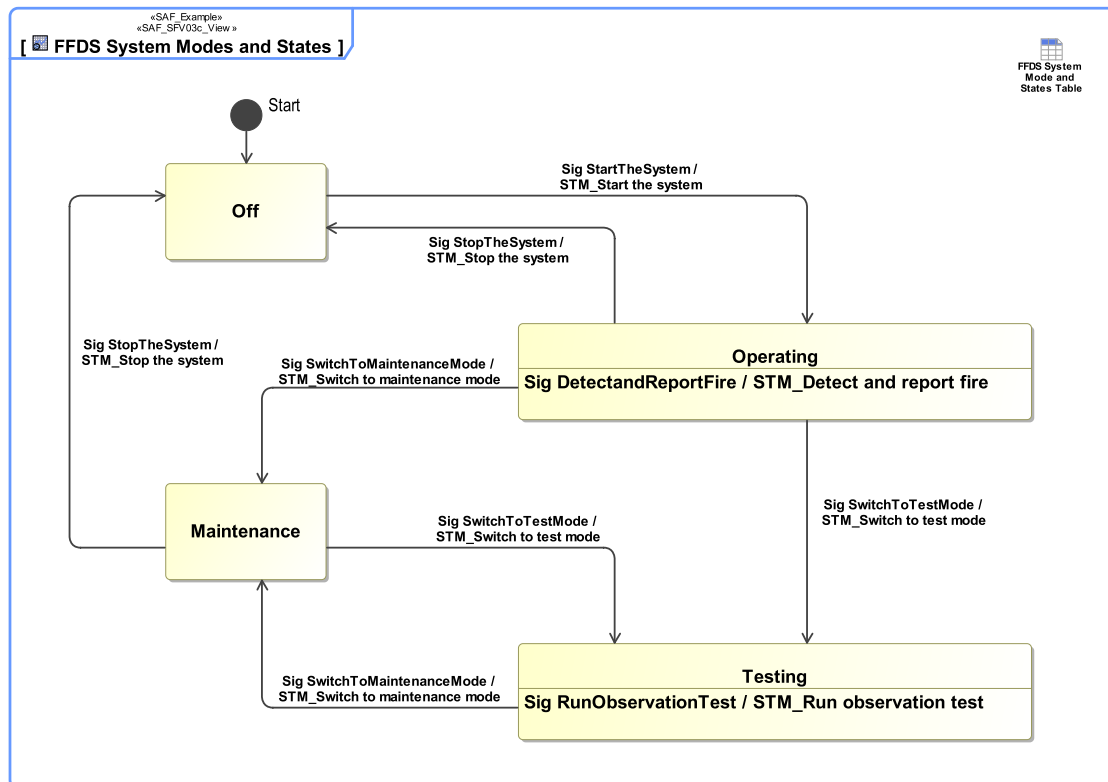 «SAF_Example»
«SAF_SFV03c_View »
[ FFDS System Modes and States ]
FFDS System
Mode and
States Table
Start
Off
Sig StartTheSystem /
STM_Start the system
Sig StopTheSystem /
STM_Stop the system
Sig StopTheSystem /
STM_Stop the system
Operating
Sig DetectandReportFire / STM_Detect and report fire
Sig SwitchToMaintenanceMode /
STM_Switch to maintenance mode
Maintenance
Sig SwitchToTestMode /
STM_Switch to test mode
Sig SwitchToTestMode /
STM_Switch to test mode
Testing
Sig RunObservationTest / STM_Run observation test
Sig SwitchToMaintenanceMode /
STM_Switch to maintenance mode